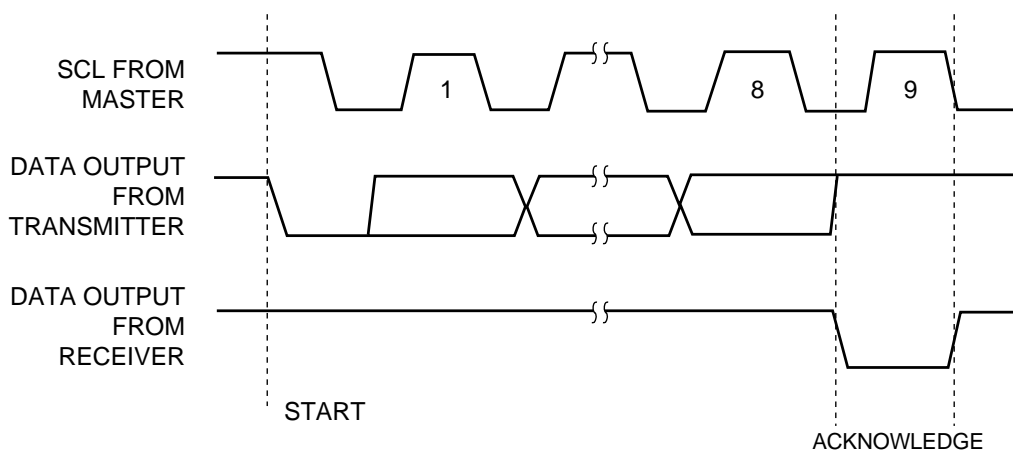 SCL FROM
MASTER
1
8
9
DATA OUTPUT
FROM
TRANSMITTER
DATA OUTPUT
FROM
RECEIVER
START
ACKNOWLEDGE